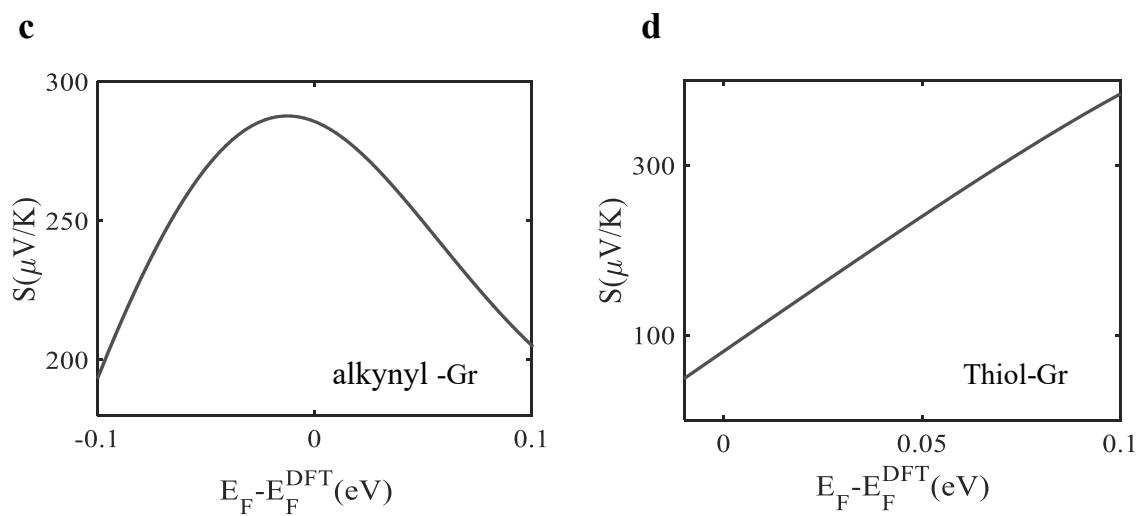 c
300
250
200
S(μV/K)
alkynyl -Gr
-0.1
0
0.1
E_F-E_F^DFT(eV)
d
300
100
S(μV/K)
Thiol-Gr
0
0.05
0.1
E_F-E_F^DFT(eV)